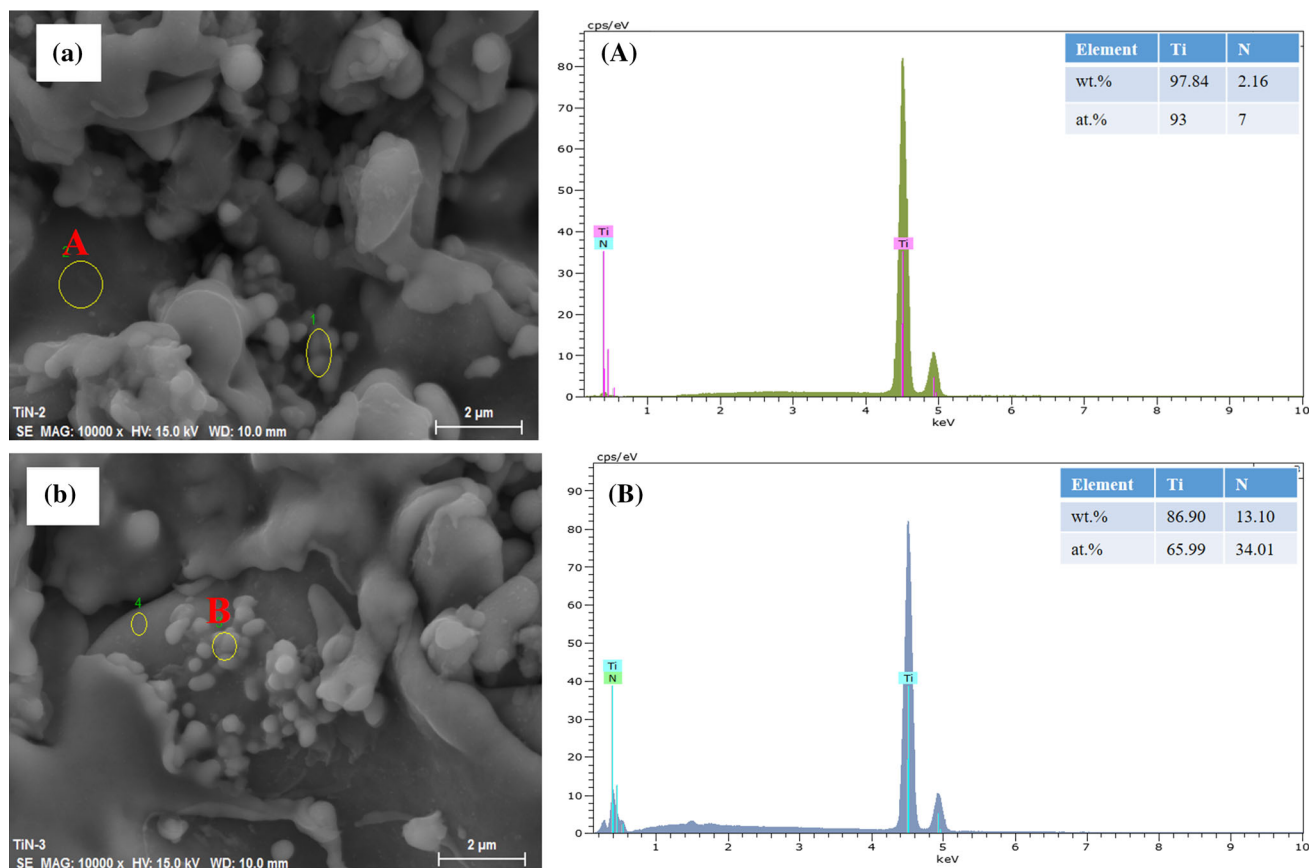 (a)
A
2
1
TiN-2
SE MAG: 10000 x HV: 15.0 kV WD: 10.0 mm
2 µm
cps/eV
(A)
Element Ti N
wt.% 97.84 2.16
at.% 93 7
80
70
60
50
40
30
20
10
0
Ti
N
Ti
1 2 3 4 5 6 7 8 9 10
keV
(b)
4
B
TiN-3
SE MAG: 10000 x HV: 15.0 kV WD: 10.0 mm
2 µm
cps/eV
(B)
Element Ti N
wt.% 86.90 13.10
at.% 65.99 34.01
90
80
70
60
50
40
30
20
10
0
Ti
N
Ti
1 2 3 4 5 6 7 8 9 10
keV